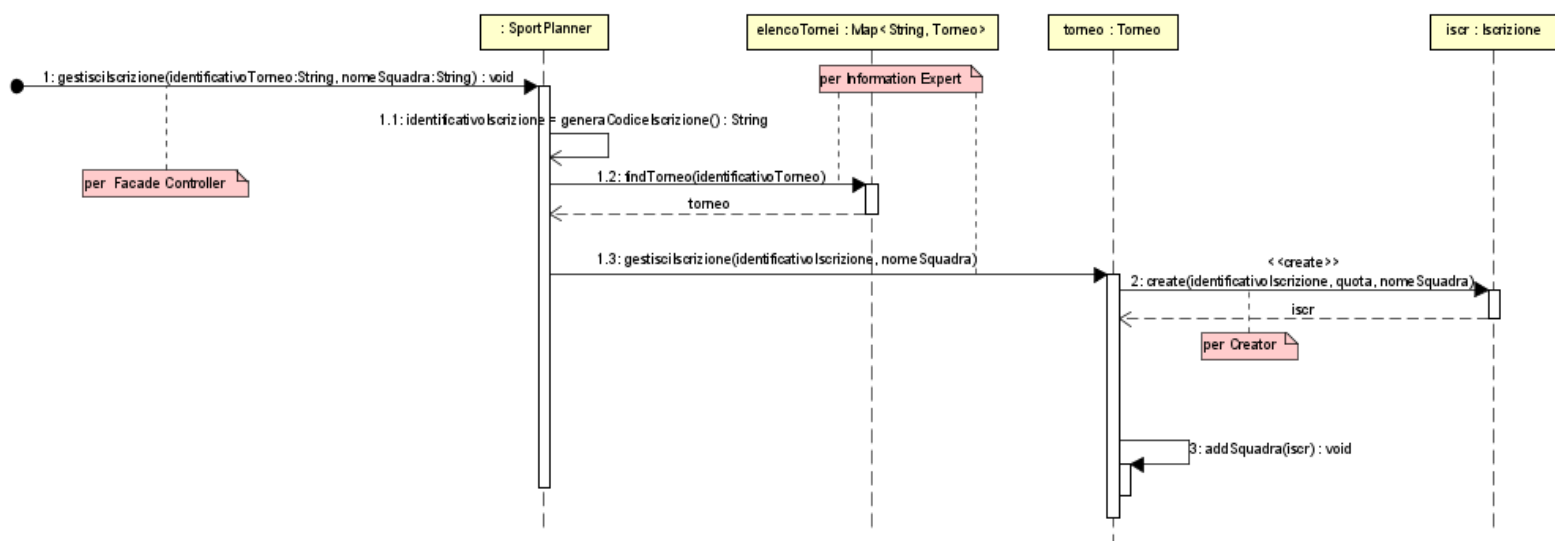 : SportPlanner
elencoTornei : Map<String, Torneo>
torneo : Torneo
iscr : Iscrizione
per Information Expert
1: gestisciIscrizione(identificativoTorneo:String, nomeSquadra:String) : void
1.1: identificativoIscrizione = generaCodiceIscrizione() : String
per Facade Controller
1.2: findTorneo(identificativoTorneo)
torneo
1.3: gestisciIscrizione(identificativoIscrizione, nomeSquadra)
<<create>>
2: create(identificativoIscrizione, quota, nomeSquadra)
iscr
per Creator
3: addSquadra(iscr) : void